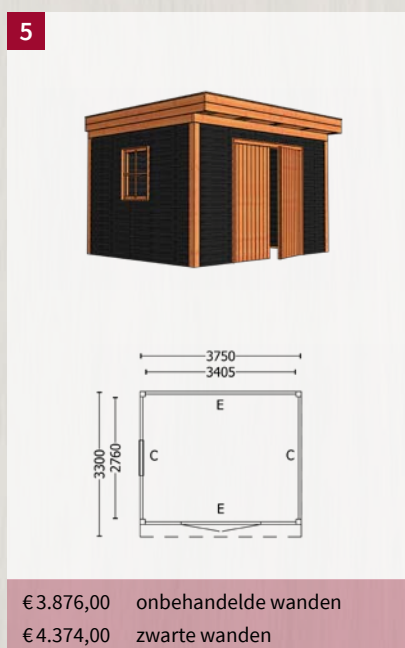 5
3750
3405
E
3300
2760
C
C
E
€ 3.876,00 onbehandelde wanden
€ 4.374,00 zwarte wanden